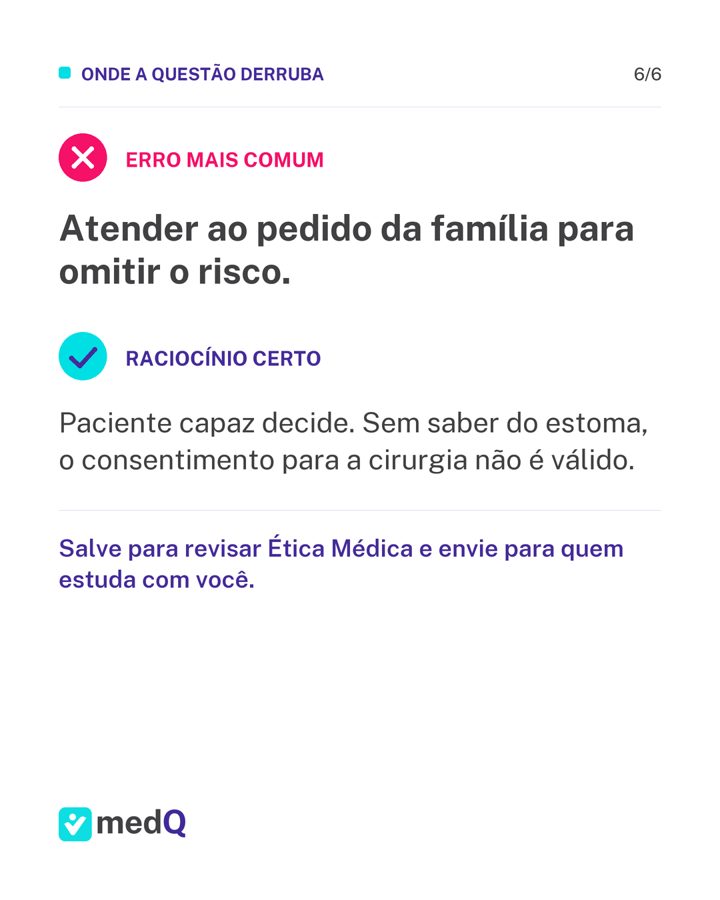 ONDE A QUESTÃO DERRUBA
6/6
ERRO MAIS COMUM
Atender ao pedido da família para
omitir o risco.
RACIOCÍNIO CERTO
Paciente capaz decide. Sem saber do estoma,
o consentimento para a cirurgia não é válido.
Salve para revisar Ética Médica e envie para quem
estuda com você.
medQ